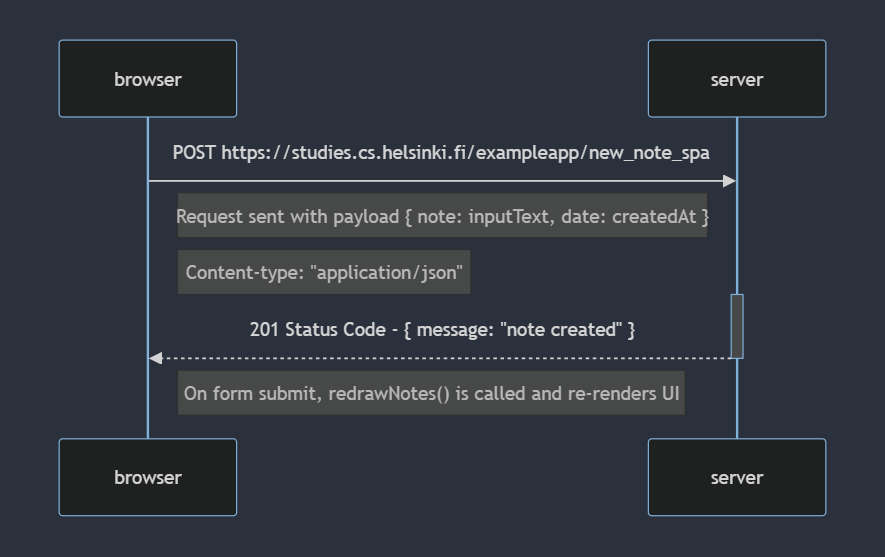 browser
server
POST https://studies.cs.helsinki.fi/exampleapp/new_note_spa
Request sent with payload { note: inputText, date: createdAt }
Content-type: "application/json"
201 Status Code - { message: "note created" }
On form submit, redrawNotes() is called and re-renders UI
browser
server